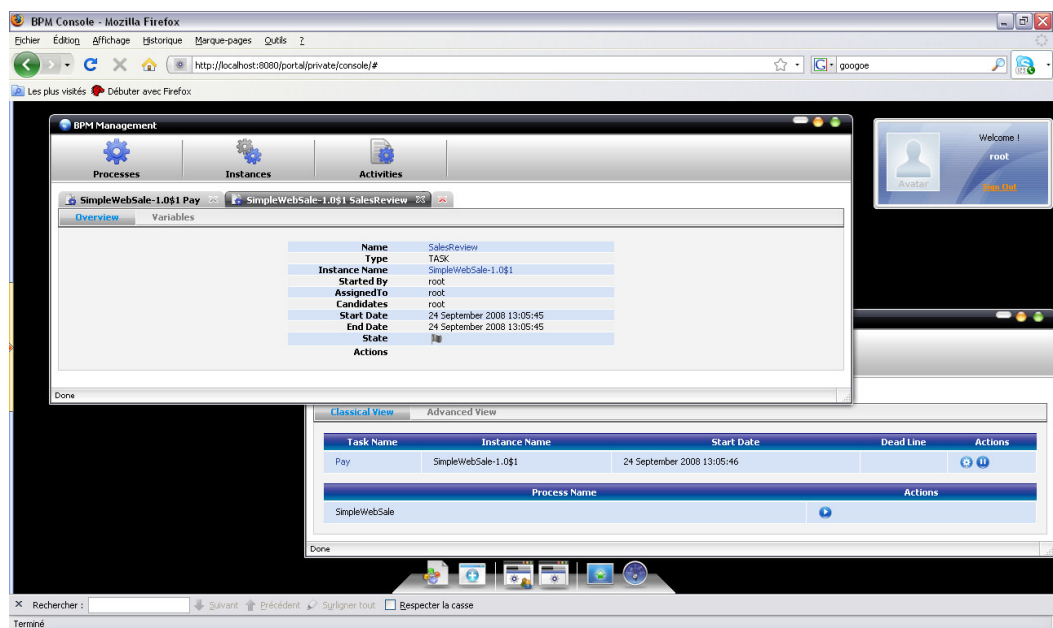 BPM Console - Mozilla Firefox
Fichier Édition Affichage Historique Marque-pages Outils ?
http://localhost:8080/portal/private/console/#
G googoe
Les plus visités Débuter avec Firefox
BPM Management
Processes Instances Activities
SimpleWebSale-1.0$1 Pay SimpleWebSale-1.0$1 SalesReview
Overview Variables
Name SalesReview
Type TASK
Instance Name SimpleWebSale-1.0$1
Started By root
AssignedTo root
Candidates root
Start Date 24 September 2008 13:05:45
End Date 24 September 2008 13:05:45
State
Actions
Done
Welcome !
root
Avatar
Sign Out
Classical View Advanced View
Task Name Instance Name Start Date Dead Line Actions
Pay SimpleWebSale-1.0$1 24 September 2008 13:05:46
Process Name Actions
SimpleWebSale
Done
Rechercher : Suivant Précédent Surligner tout Respecter la casse
Terminé